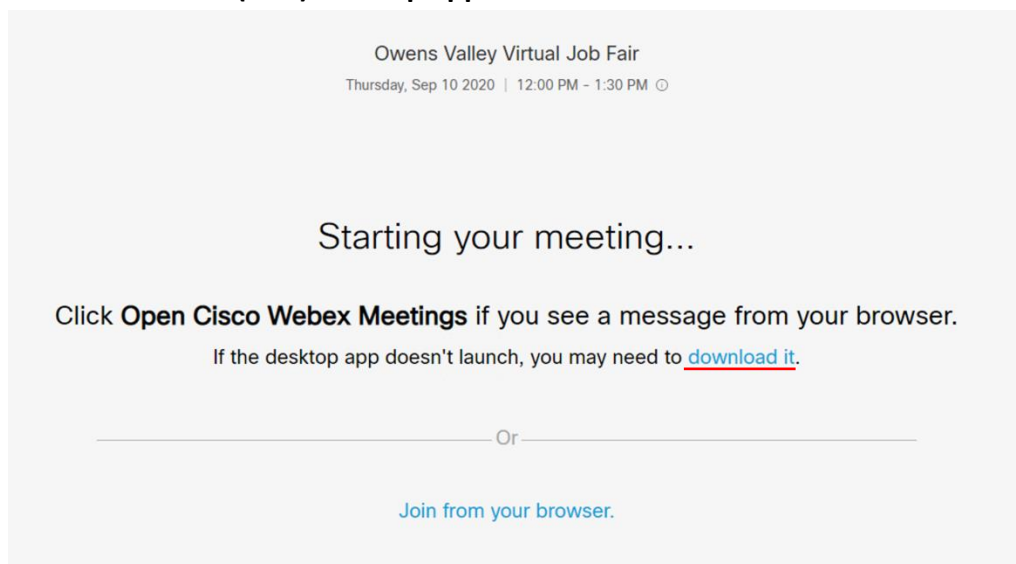 Owens Valley Virtual Job Fair
Thursday, Sep 10 2020 | 12:00 PM - 1:30 PM
Starting your meeting...
Click Open Cisco Webex Meetings if you see a message from your browser.
If the desktop app doesn't launch, you may need to download it.
Or
Join from your browser.